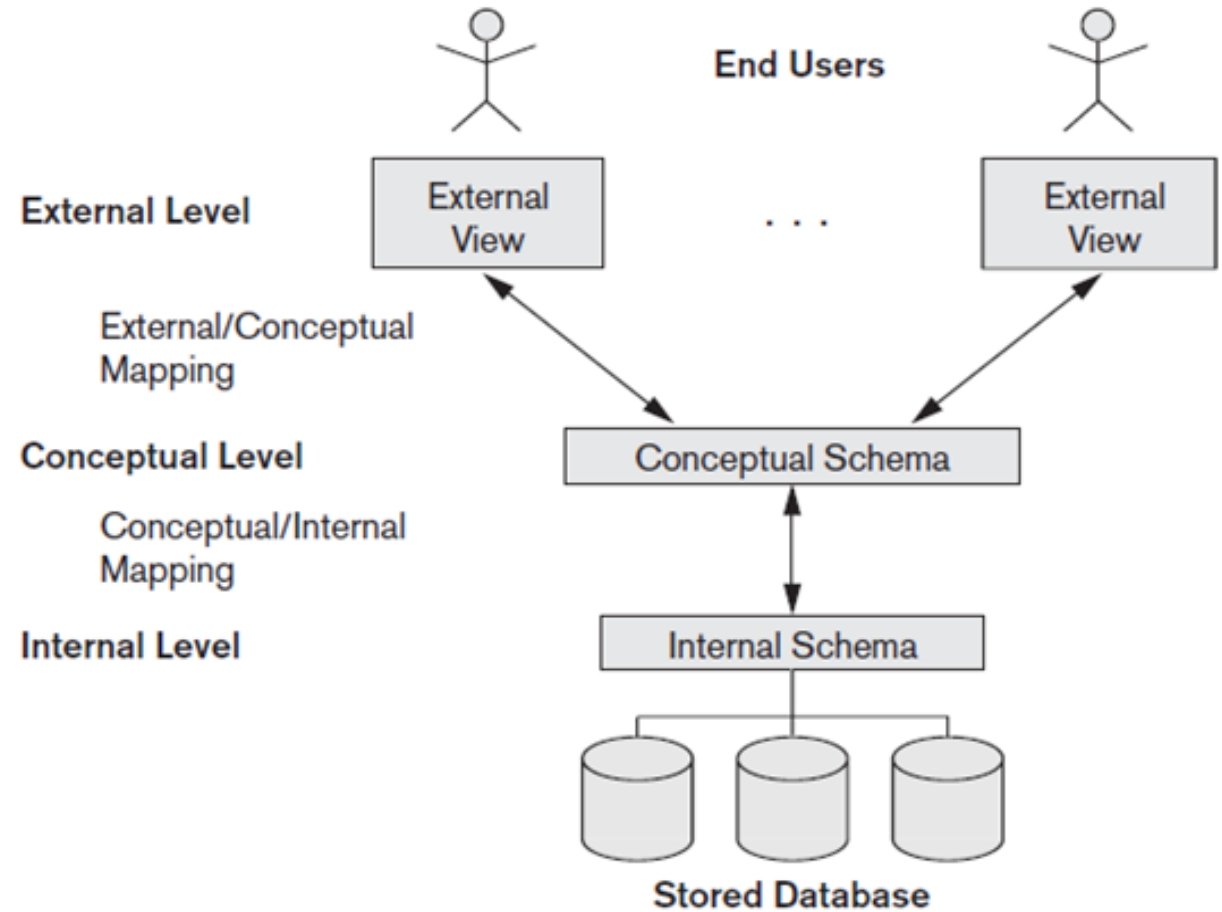 End Users
External Level
External
View
. . .
External
View
External/Conceptual
Mapping
Conceptual Level
Conceptual Schema
Conceptual/Internal
Mapping
Internal Level
Internal Schema
Stored Database